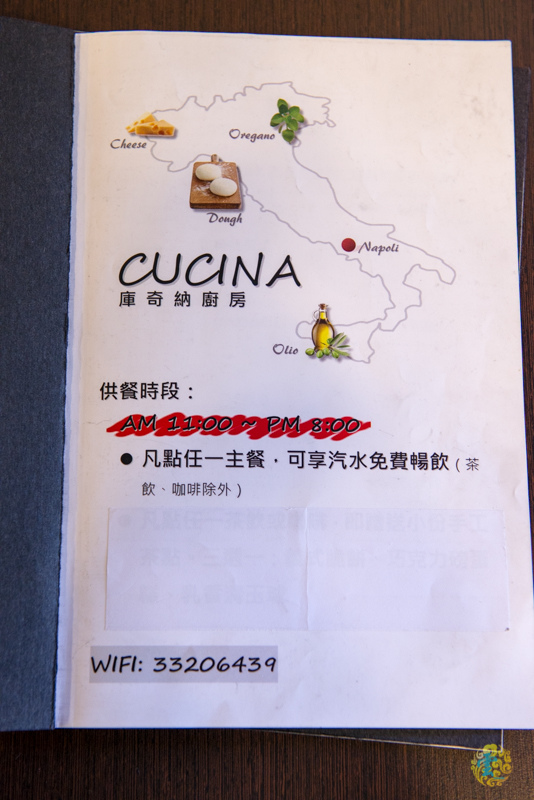 Cheese
Oregano
Dough
Napoli
CUCINA
庫奇納廚房
Olio
供餐時段：
AM 11:00 ~ PM 8:00
● 凡點任一主餐，可享汽水免費暢飲（茶
飲、咖啡除外）
WIFI: 33206439